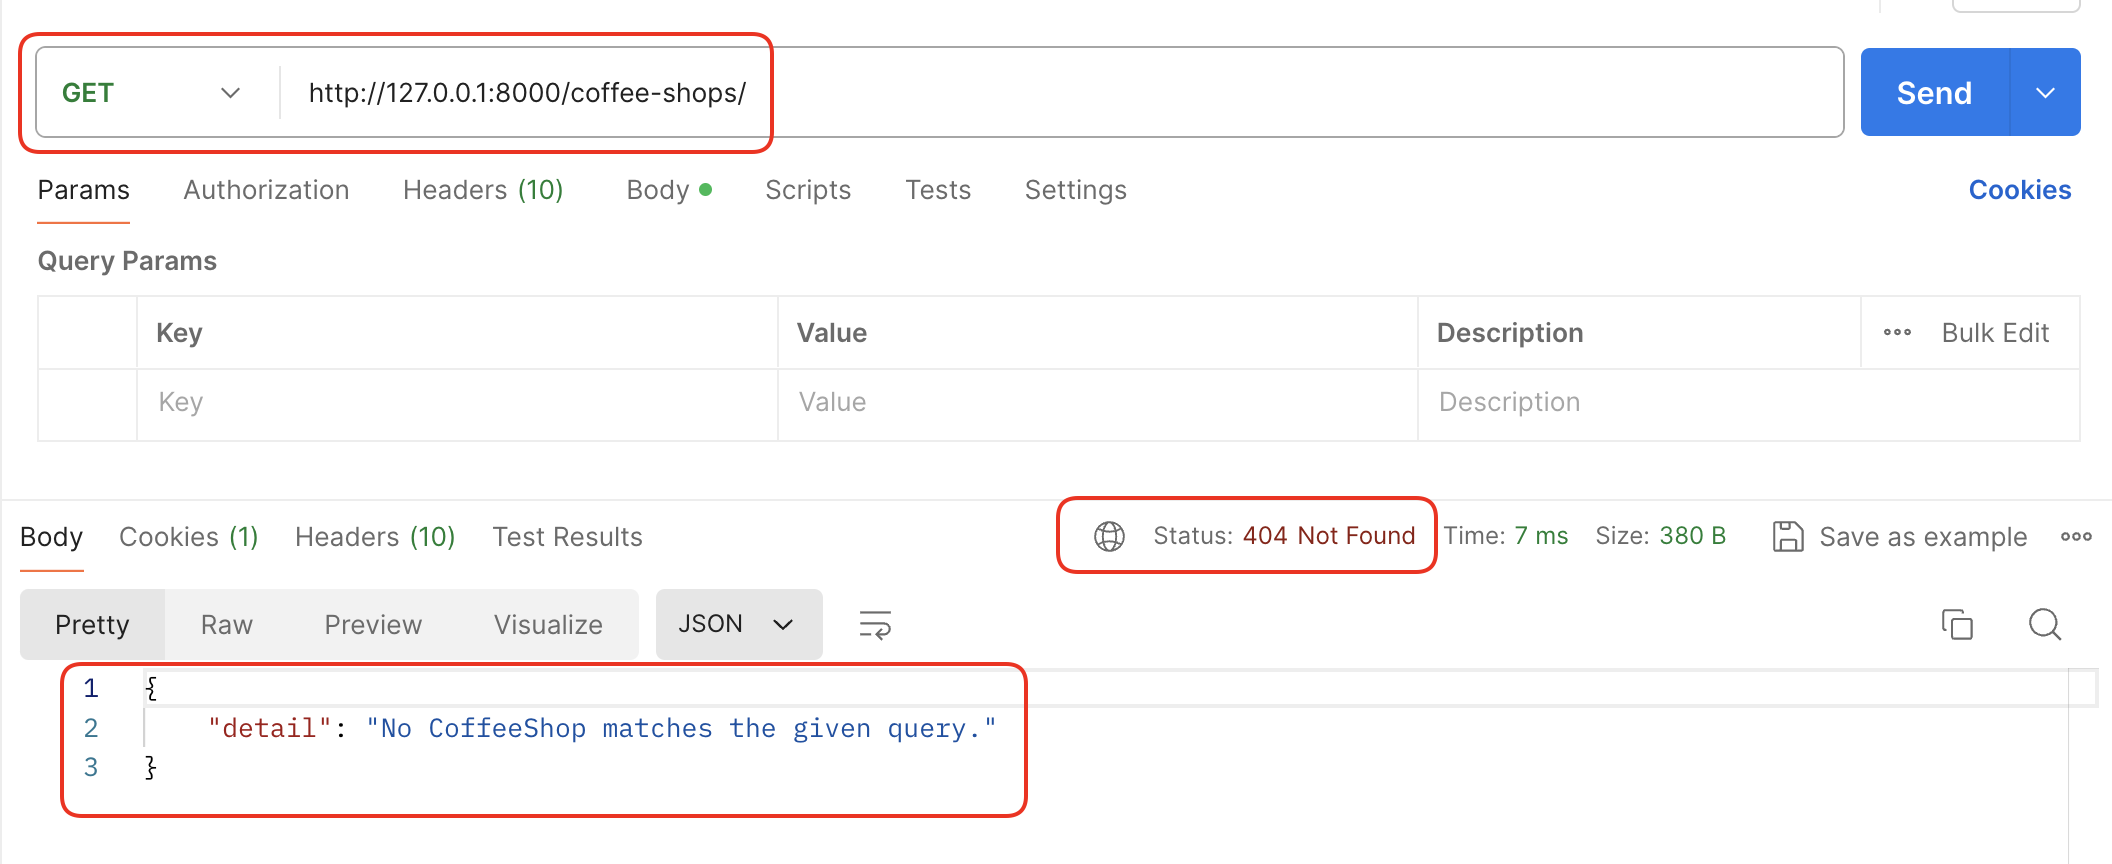 GET http://127.0.0.1:8000/coffee-shops/ Send
Params Authorization Headers (10) Body Scripts Tests Settings Cookies
Query Params
Key Value Description Bulk Edit
Key Value Description
Body Cookies (1) Headers (10) Test Results Status: 404 Not Found Time: 7 ms Size: 380 B Save as example
Pretty Raw Preview Visualize JSON
1 {
2 "detail": "No CoffeeShop matches the given query."
3 }